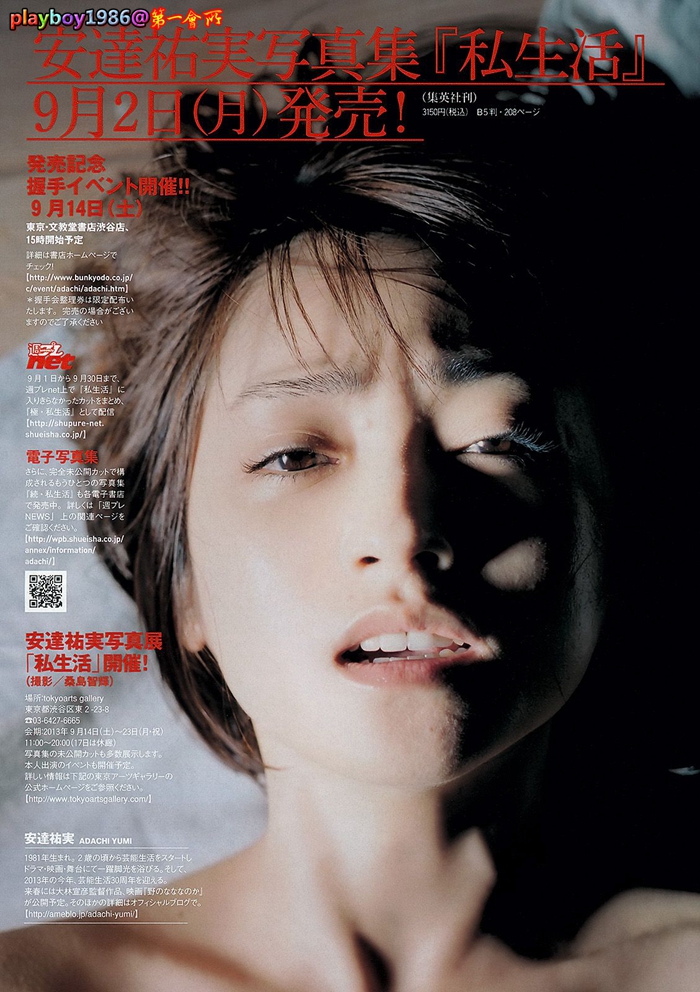 playboy1986@第一會所
安達祐実写真集『私生活』
9月2日(月)発売!
(集英社刊)
3150円(税込) B5判・208ページ
発売記念
握手イベント開催!!
9月14日(土)
東京・文教堂書店渋谷店、
15時開始予定
詳細は書店ホームページで
チェック!
[http://www.bunkyodo.co.jp/
c/event/adachi/adachi.htm]
＊握手会整理券は限定配布い
たします。完売の場合がござい
ますのでご了承ください
週プレ
net
9月1日から9月30日まで、
週プレnet上で『私生活』に
入りきらなかったカットをまとめ、
「極・私生活」として配信
[http://shupure-net.
shueisha.co.jp/]
電子写真集
さらに、完全未公開カットで構
成されるもうひとつの写真集
『続・私生活』も各電子書店
で発売中。詳しくは「週プレ
NEWS」上の関連ページを
ご確認ください。
[http://wpb.shueisha.co.jp/
annex/information/
adachi/]
安達祐実写真展
「私生活」開催!
(撮影／桑島智輝)
場所:tokyoarts gallery
東京都渋谷区東2-23-8
☎03-6427-6665
会期:2013年9月14日(土)～23日(月・祝)
11:00～20:00(17日は休館)
写真集の未公開カットも多数展示します。
本人出演のイベントも開催予定。
詳しい情報は下記の東京アーツギャラリーの
公式ホームページをご参照ください。
[http://www.tokyoartsgallery.com/]
安達祐実 ADACHI YUMI
1981年生まれ。2歳の頃から芸能生活をスタートし
ドラマ・映画・舞台にて一躍脚光を浴びる。そして、
2013年の今年、芸能生活30周年を迎える。
来春には大林宣彦監督作品、映画『野のなななのか』
が公開予定。そのほかの詳細はオフィシャルブログで。
[http://ameblo.jp/adachi-yumi/]